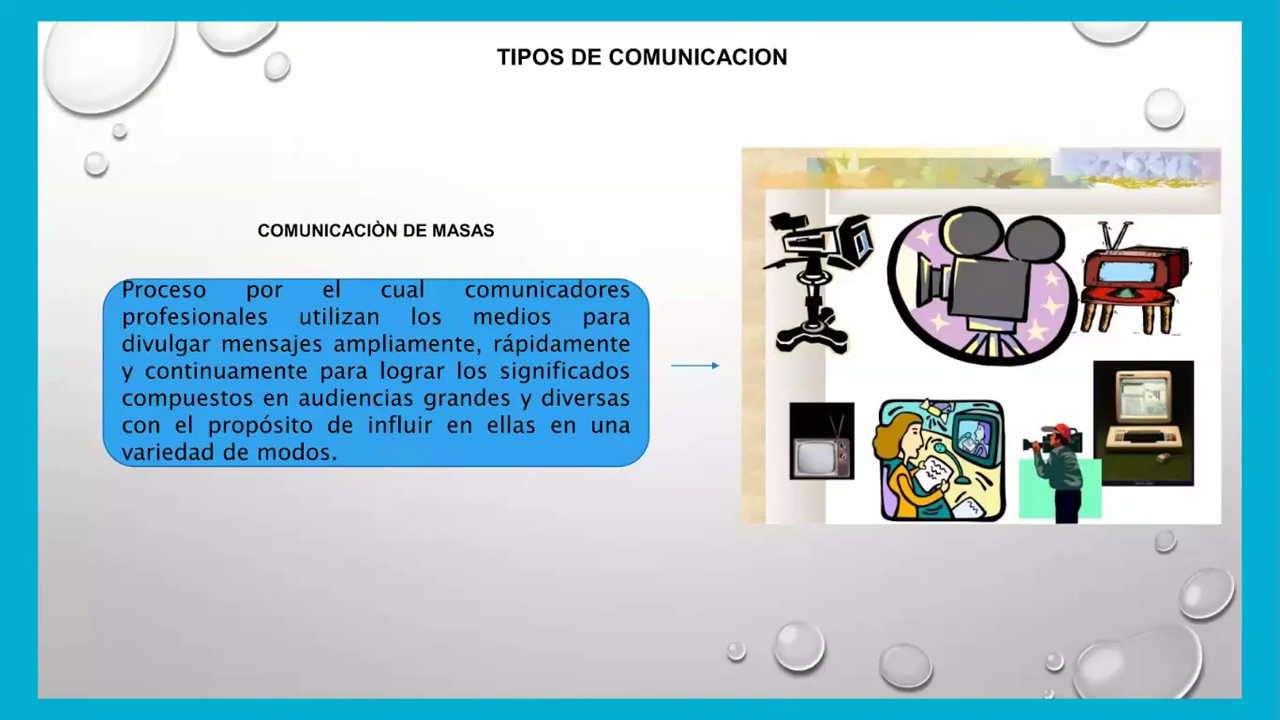 TIPOS DE COMUNICACION
COMUNICACIÒN DE MASAS
Proceso por el cual comunicadores
profesionales utilizan los medios para
divulgar mensajes ampliamente, rápidamente
y continuamente para lograr los significados
compuestos en audiencias grandes y diversas
con el propósito de influir en ellas en una
variedad de modos.